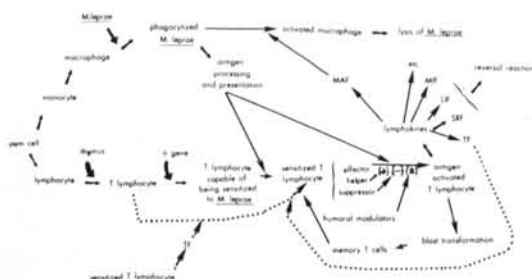 M.leprae
phagocytized
M. leprae
activated macrophage
lysis of M. leprae
macrophage
antigen
processing
and presentation
etc
reversal reaction
MAF
MIF
LIF
monocyte
SRF
lymphokines
TF
stem cell
thymus
gene
lymphocyte
T lymphocyte
T lymphocyte
capable of
being sensitized
to M. leprae
sensitized T
lymphocyte
effector
helper
suppressor
antigen
activated
T lymphocyte
humoral modulators
memory T cells
blast transformation
TF
sensitized T lymphocyte